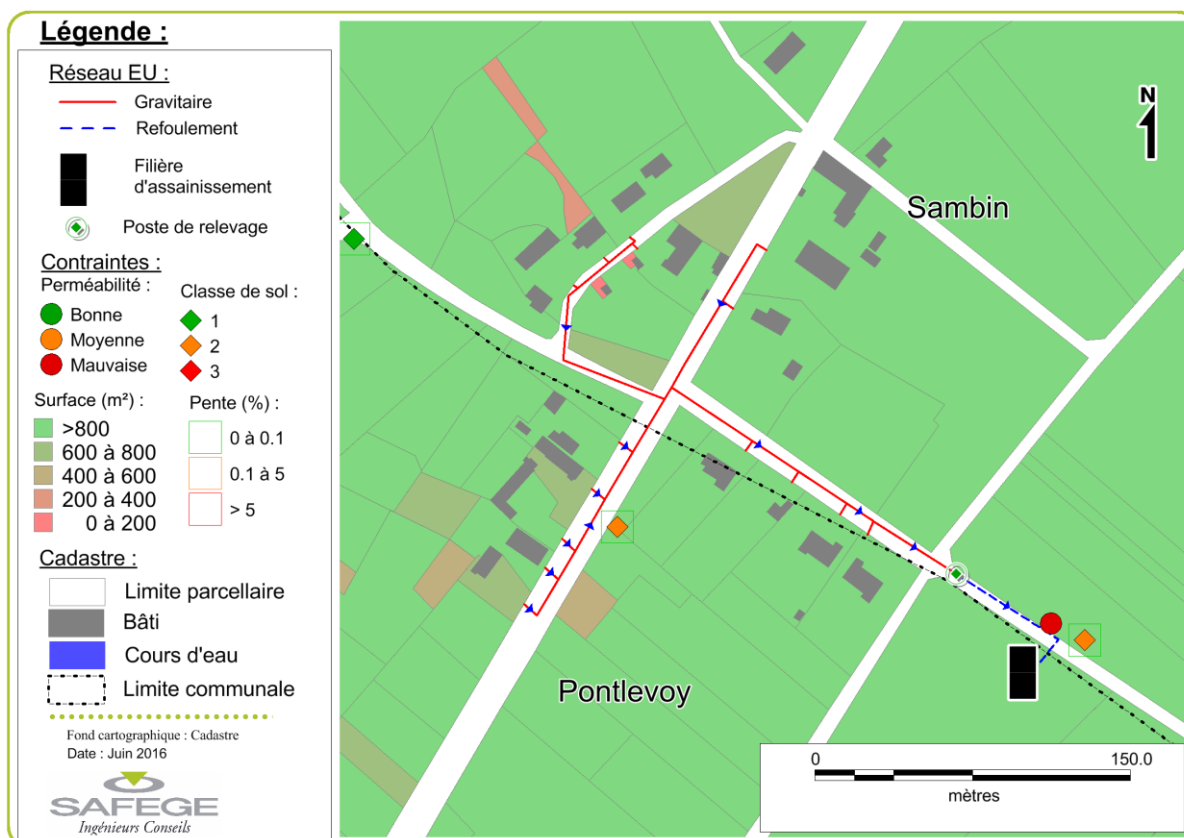 Légende :
Réseau EU :
Gravitaire
Refoulement
Filière
d'assainissement
Poste de relevage
Contraintes :
Perméabilité :
Bonne
Moyenne
Mauvaise
Classe de sol :
1
2
3
Surface (m²) :
>800
600 à 800
400 à 600
200 à 400
0 à 200
Pente (%) :
0 à 0.1
0.1 à 5
> 5
Cadastre :
Limite parcellaire
Bâti
Cours d'eau
Limite communale
Fond cartographique : Cadastre
Date : Juin 2016
SAFEGE
Ingénieurs Conseils
N
Sambin
Pontlevoy
0 150.0
mètres